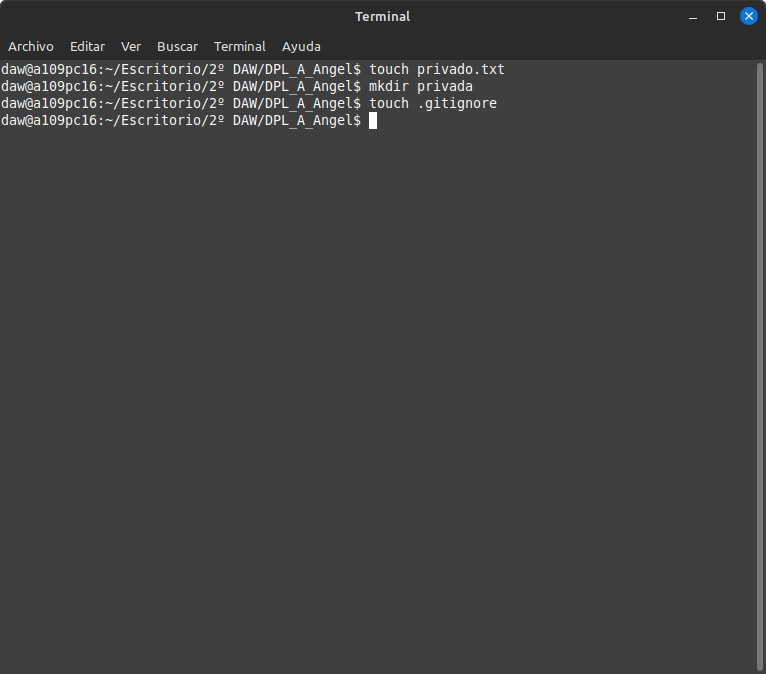 Terminal
Archivo Editar Ver Buscar Terminal Ayuda
daw@a109pc16:~/Escritorio/2º DAW/DPL_A_Angel$ touch privado.txt
daw@a109pc16:~/Escritorio/2º DAW/DPL_A_Angel$ mkdir privada
daw@a109pc16:~/Escritorio/2º DAW/DPL_A_Angel$ touch .gitignore
daw@a109pc16:~/Escritorio/2º DAW/DPL_A_Angel$